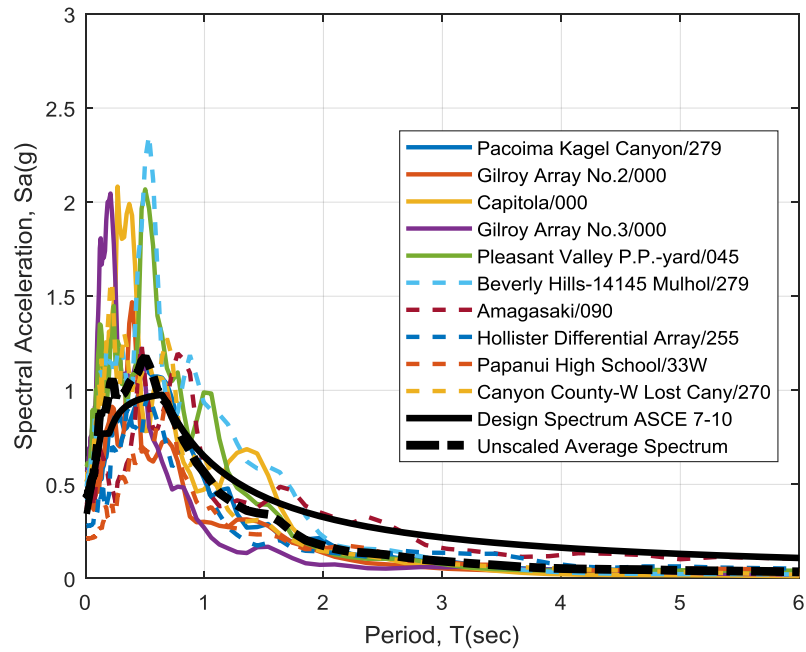 3
2.5
2
1.5
1
0.5
0
0
1
2
3
4
5
6
Spectral Acceleration, Sa(g)
Period, T(sec)
Pacoima Kagel Canyon/279
Gilroy Array No.2/000
Capitola/000
Gilroy Array No.3/000
Pleasant Valley P.P.-yard/045
Beverly Hills-14145 Mulhol/279
Amagasaki/090
Hollister Differential Array/255
Papanui High School/33W
Canyon County-W Lost Cany/270
Design Spectrum ASCE 7-10
Unscaled Average Spectrum